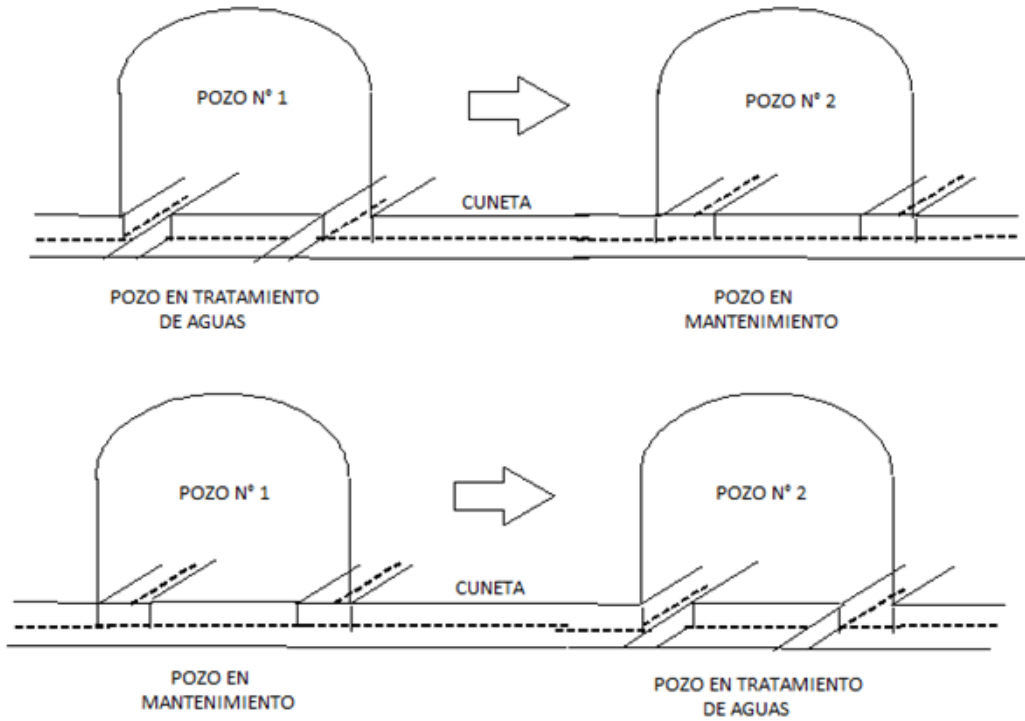 POZO N° 1
POZO N° 2
CUNETA
POZO EN TRATAMIENTO
DE AGUAS
POZO EN
MANTENIMIENTO
POZO N° 1
POZO N° 2
CUNETA
POZO EN
MANTENIMIENTO
POZO EN TRATAMIENTO
DE AGUAS